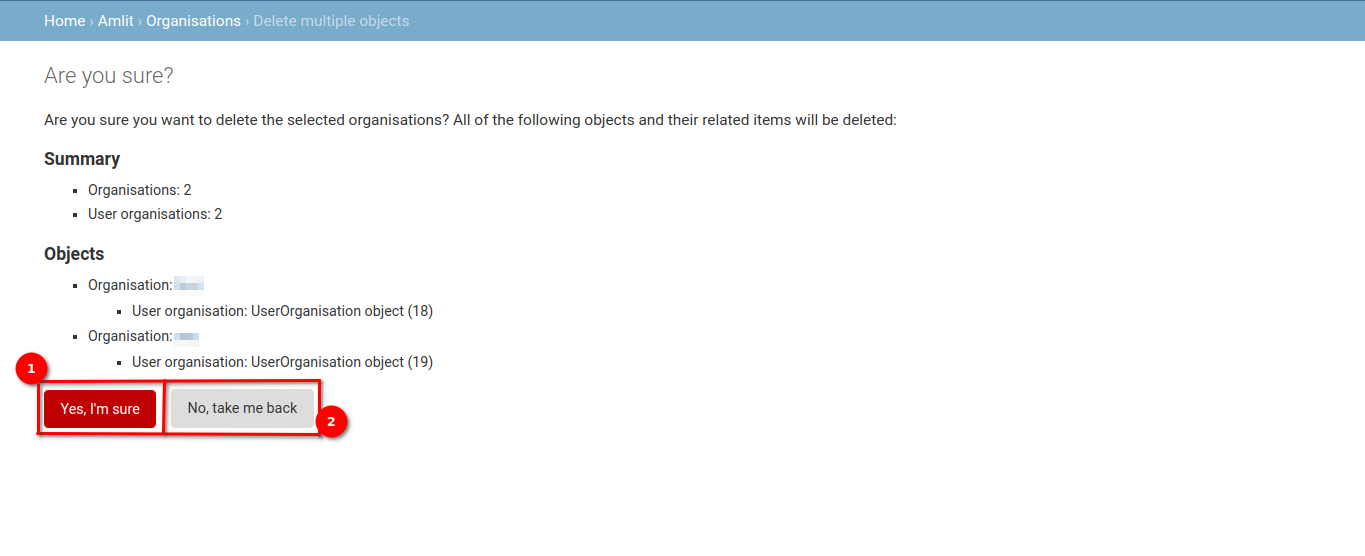 Home › Amlit › Organisations › Delete multiple objects
Are you sure?
Are you sure you want to delete the selected organisations? All of the following objects and their related items will be deleted:
Summary
Organisations: 2
User organisations: 2
Objects
Organisation:
User organisation: UserOrganisation object (18)
Organisation:
User organisation: UserOrganisation object (19)
1
Yes, I'm sure No, take me back
2